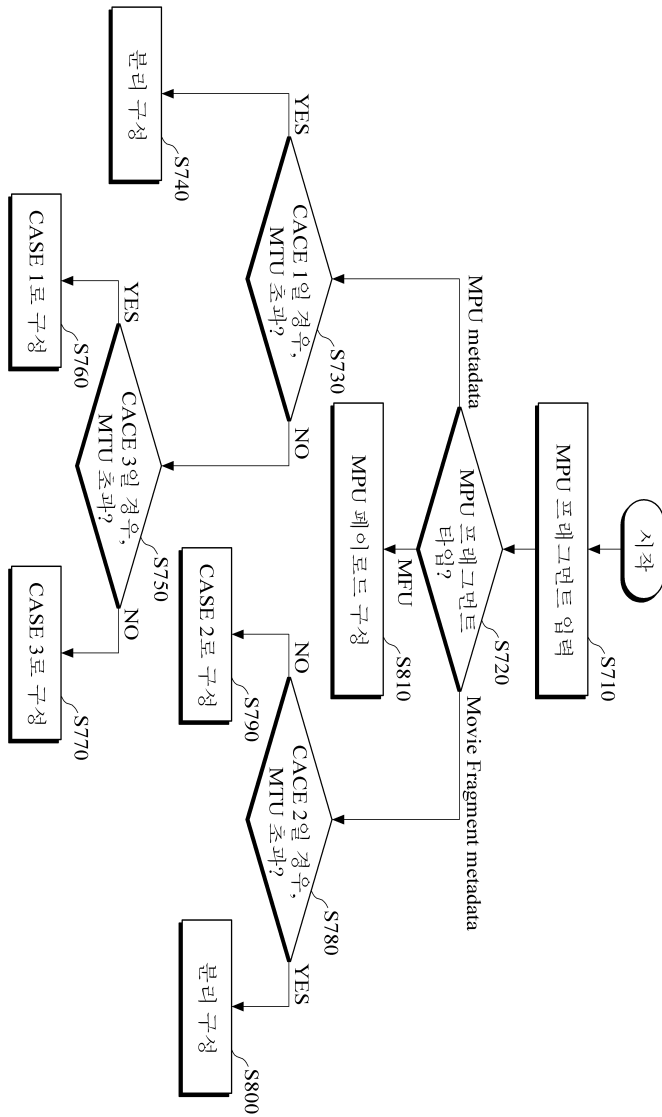 시작
MPU 프래그먼트 입력
S710
MPU 프래그먼트
타입?
S720
MPU metadata
MFU
Movie Fragment metadata
CACE 1일 경우,
MTU 초과?
S730
MPU 페이로드 구성
S810
CACE 2일 경우,
MTU 초과?
S780
YES
NO
NO
YES
분리 구성
S740
CACE 3일 경우,
MTU 초과?
S750
CASE 2로 구성
S790
분리 구성
S800
YES
NO
CASE 1로 구성
S760
CASE 3로 구성
S770